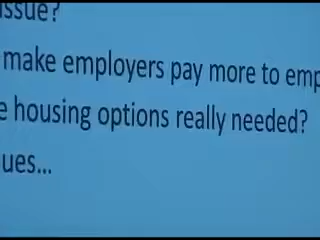 issue?
make employers pay more to emp
e housing options really needed?
ues...